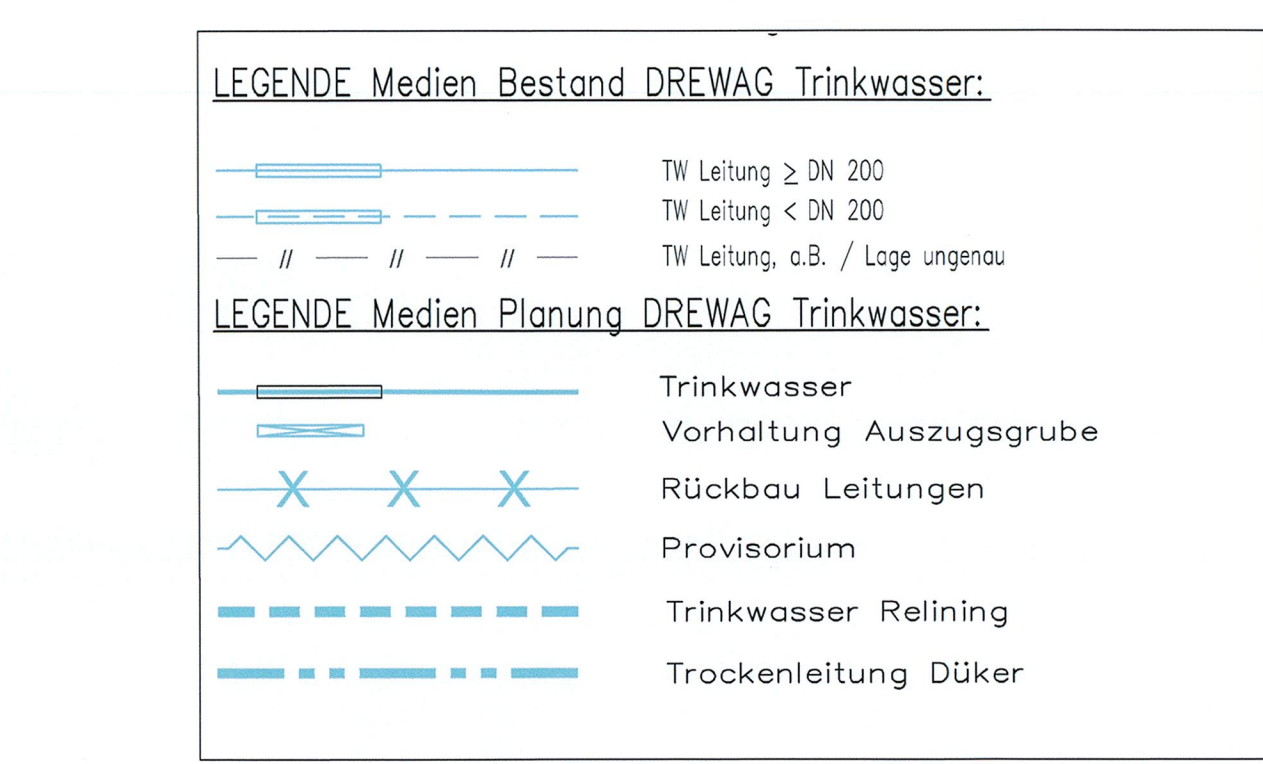 LEGENDE Medien Bestand DREWAG Trinkwasser:
TW Leitung ≥ DN 200
TW Leitung < DN 200
TW Leitung, a.B. / Lage ungenau
LEGENDE Medien Planung DREWAG Trinkwasser:
Trinkwasser
Vorhaltung Auszugsgrube
Rückbau Leitungen
Provisorium
Trinkwasser Relining
Trockenleitung Düker